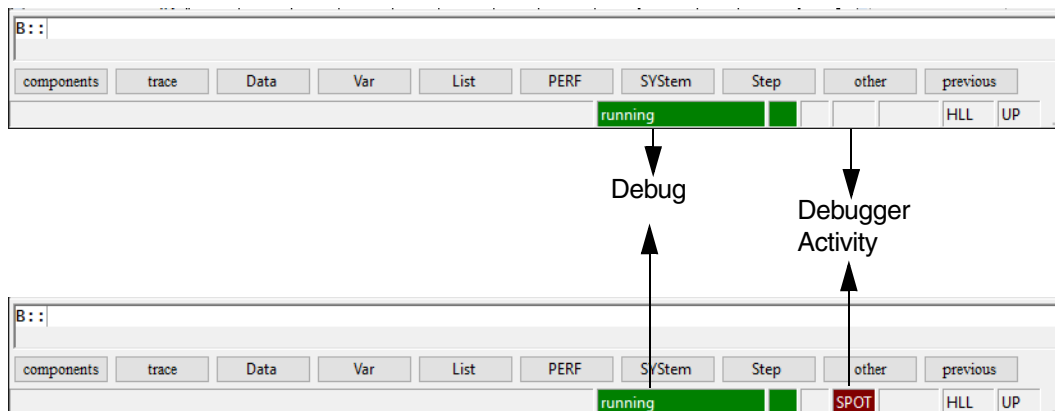 B::
components trace Data Var List PERF SYStem Step other previous
running HLL UP
Debug
Debugger
Activity
B::
components trace Data Var List PERF SYStem Step other previous
running SPOT HLL UP